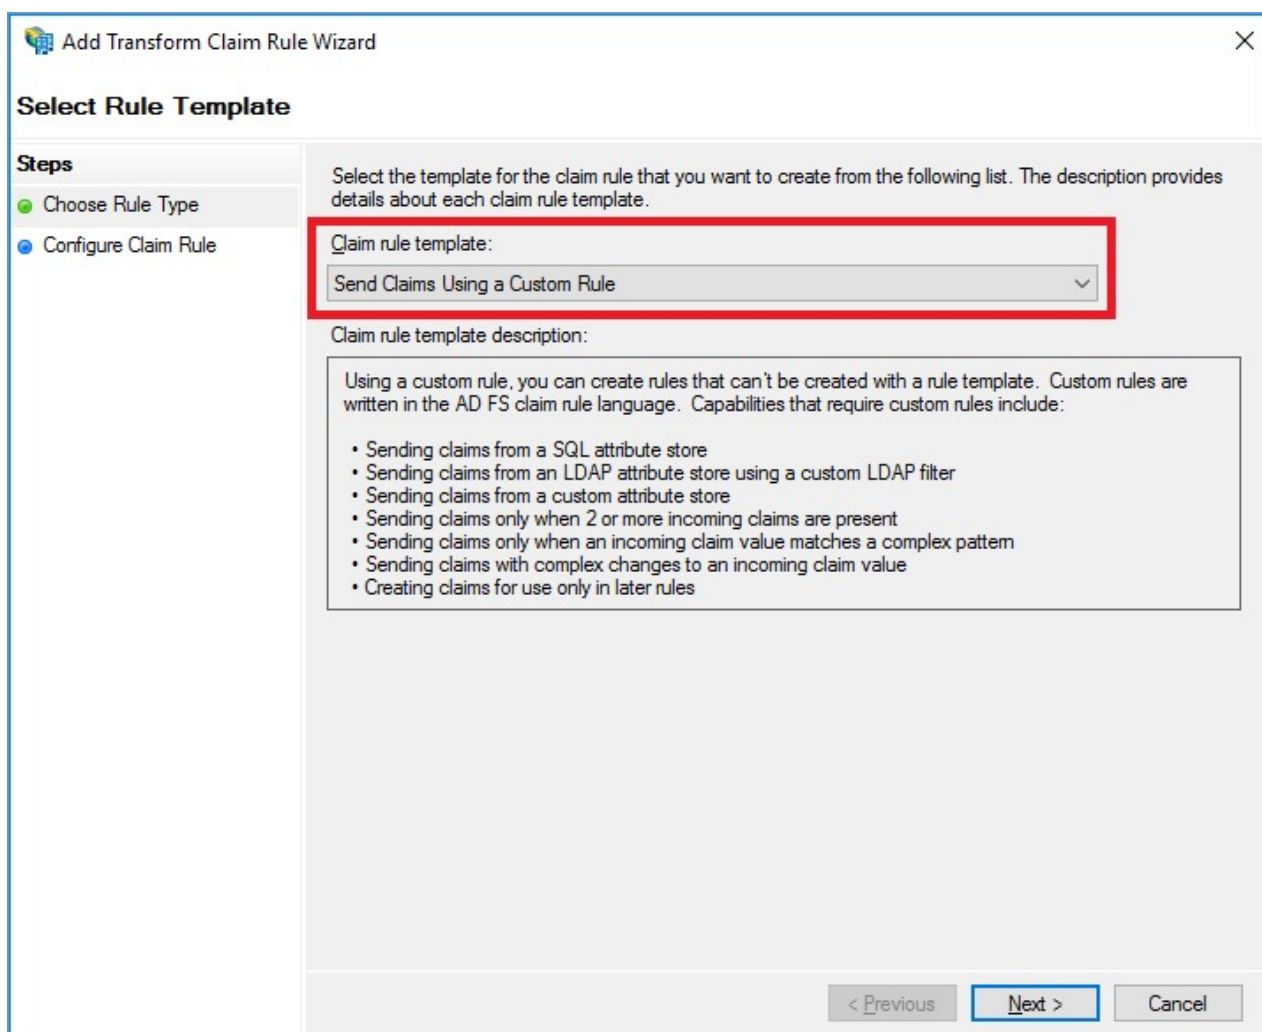 Add Transform Claim Rule Wizard
Select Rule Template
Steps
Choose Rule Type
Configure Claim Rule
Select the template for the claim rule that you want to create from the following list. The description provides
details about each claim rule template.
Claim rule template:
Send Claims Using a Custom Rule
Claim rule template description:
Using a custom rule, you can create rules that can't be created with a rule template. Custom rules are
written in the AD FS claim rule language. Capabilities that require custom rules include:
• Sending claims from a SQL attribute store
• Sending claims from an LDAP attribute store using a custom LDAP filter
• Sending claims from a custom attribute store
• Sending claims only when 2 or more incoming claims are present
• Sending claims only when an incoming claim value matches a complex pattern
• Sending claims with complex changes to an incoming claim value
• Creating claims for use only in later rules
< Previous
Next >
Cancel